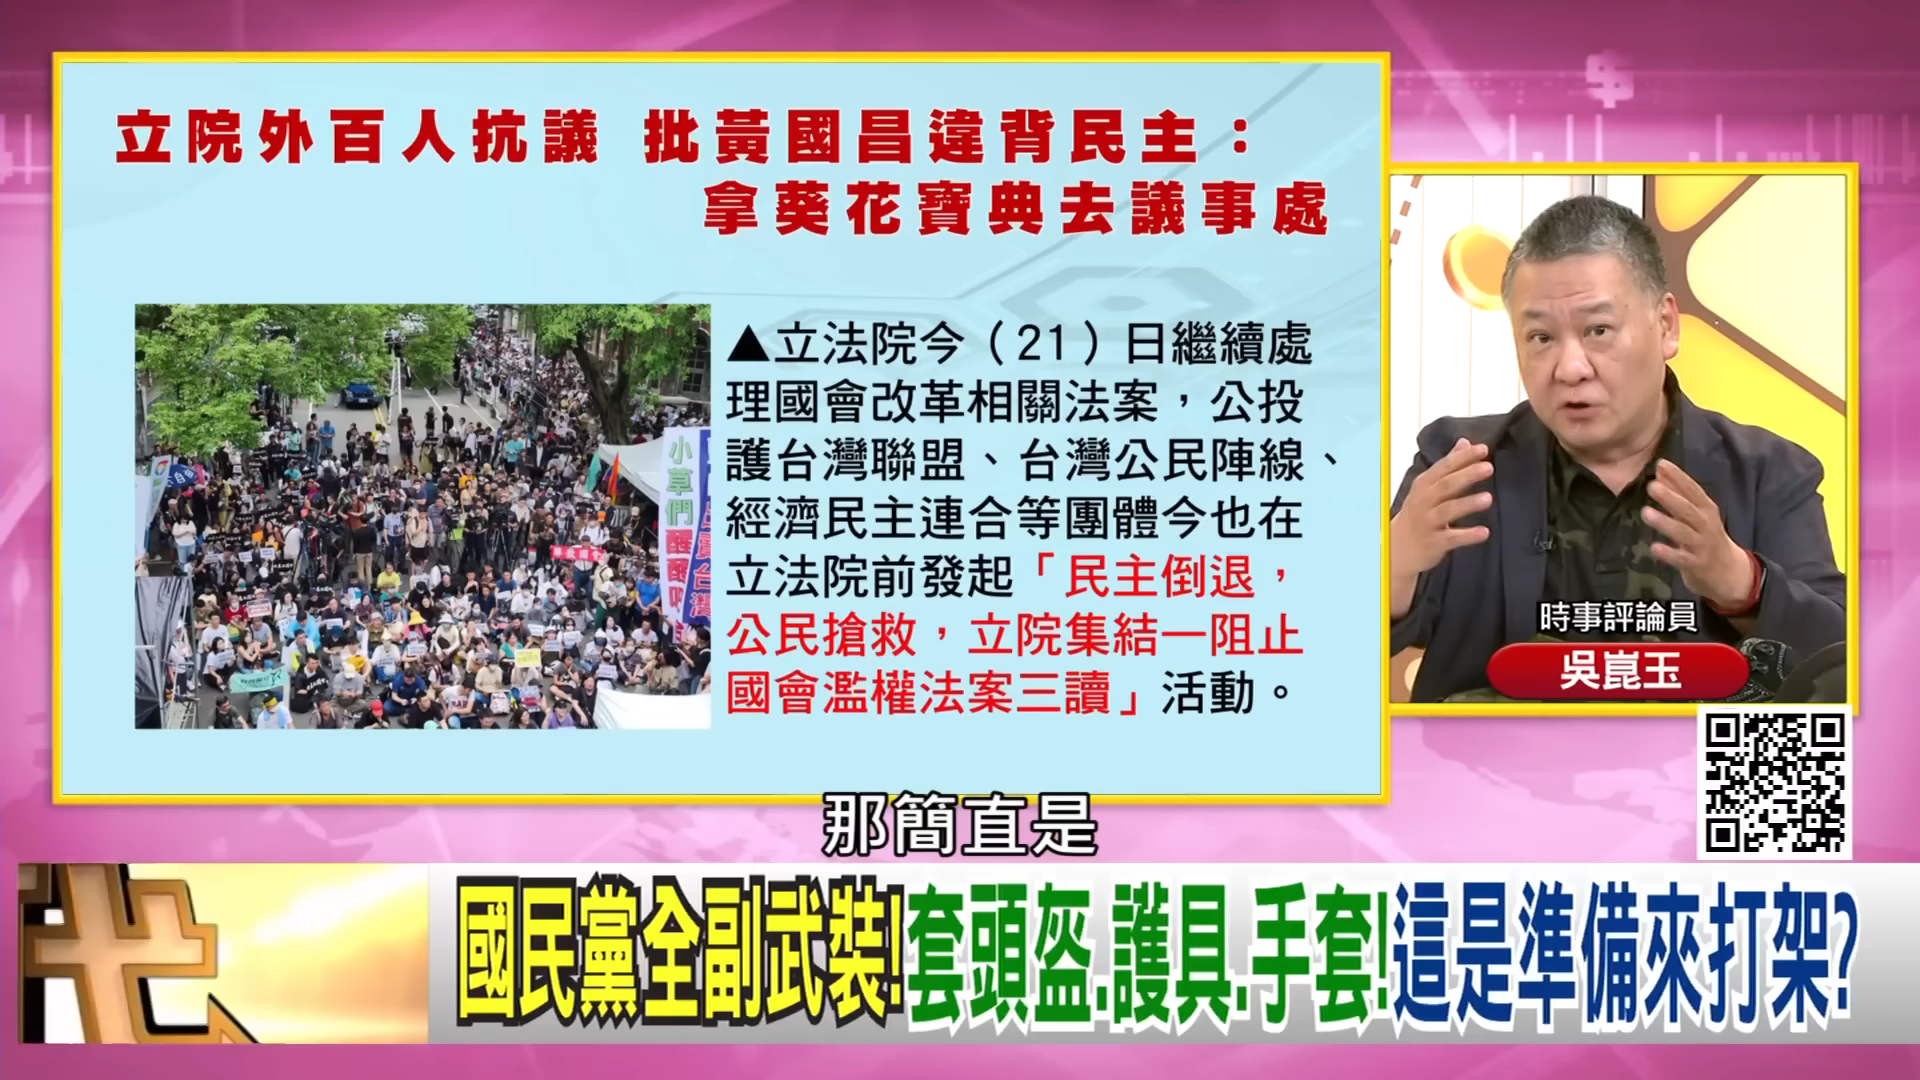 立院外百人抗議 批黃國昌違背民主：
拿葵花寶典去議事處
▲立法院今（21）日繼續處
理國會改革相關法案，公投
護台灣聯盟、台灣公民陣線、
經濟民主連合等團體今也在
立法院前發起「民主倒退，
公民搶救，立院集結—阻止
國會濫權法案三讀」活動。
小草們醒醒吧
時事評論員
吳崑玉
那簡直是
國民黨全副武裝!套頭盔.護具.手套!這是準備來打架?